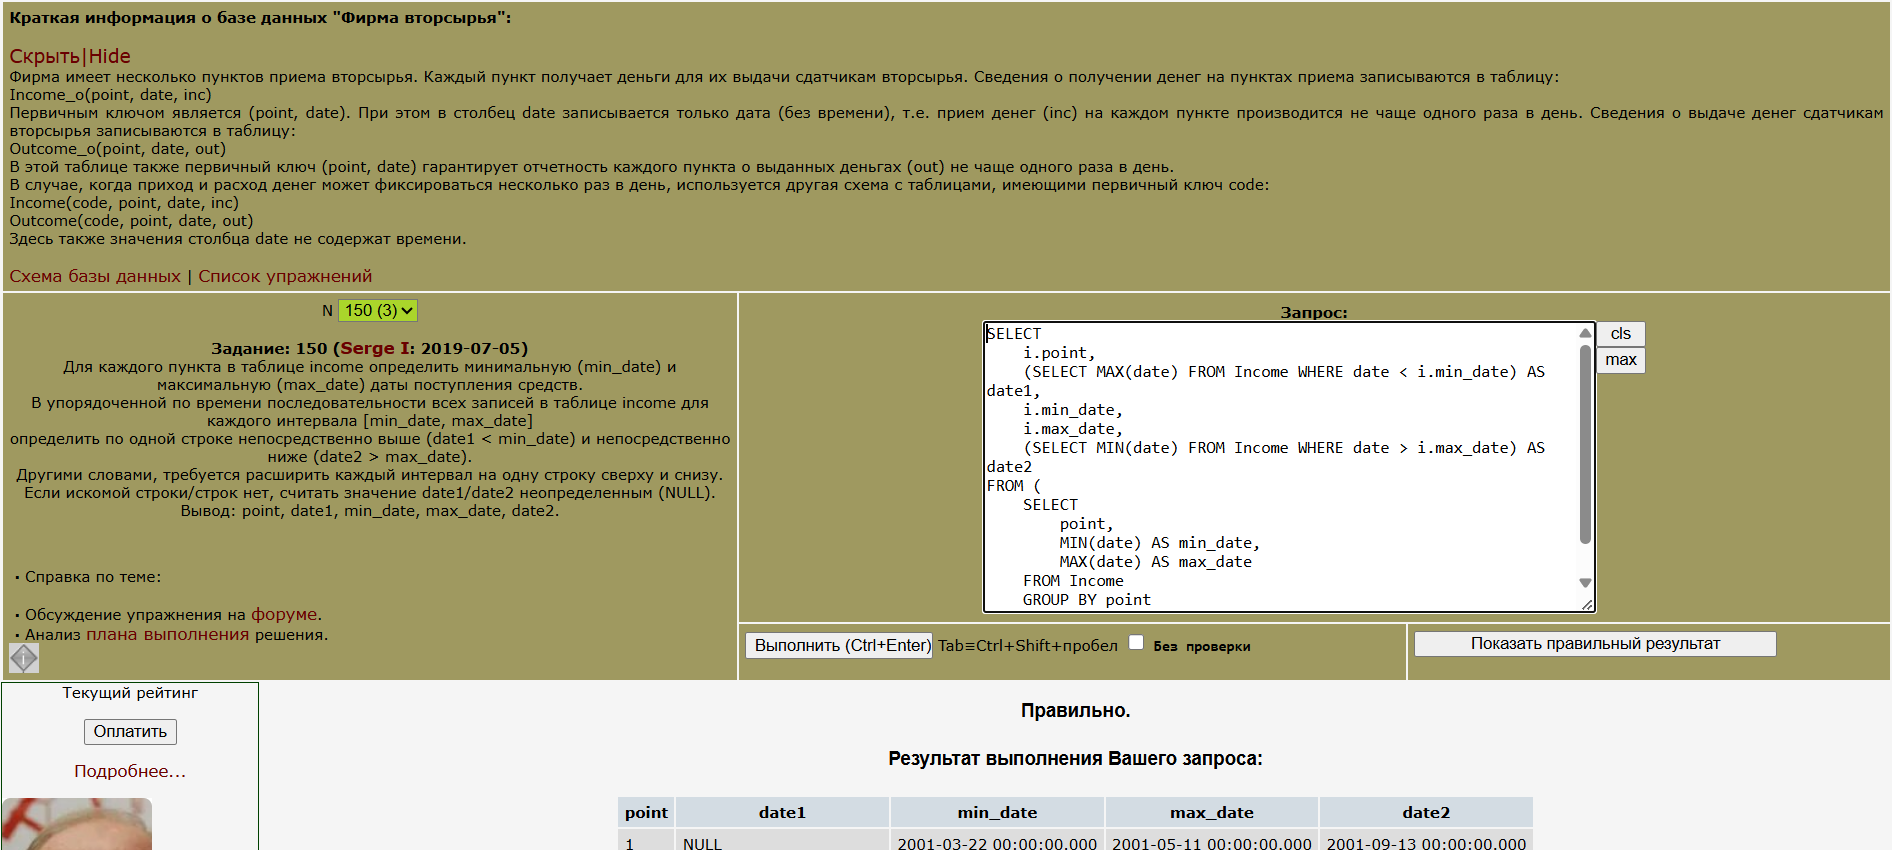 Краткая информация о базе данных "Фирма вторсырья":
Скрыть|Hide
Фирма имеет несколько пунктов приема вторсырья. Каждый пункт получает деньги для их выдачи сдатчикам вторсырья. Сведения о получении денег на пунктах приема записываются в таблицу:
Income_o(point, date, inc)
Первичным ключом является (point, date). При этом в столбец date записывается только дата (без времени), т.е. прием денег (inc) на каждом пункте производится не чаще одного раза в день. Сведения о выдаче денег сдатчикам
вторсырья записываются в таблицу:
Outcome_o(point, date, out)
В этой таблице также первичный ключ (point, date) гарантирует отчетность каждого пункта о выданных деньгах (out) не чаще одного раза в день.
В случае, когда приход и расход денег может фиксироваться несколько раз в день, используется другая схема с таблицами, имеющими первичный ключ code:
Income(code, point, date, inc)
Outcome(code, point, date, out)
Здесь также значения столбца date не содержат времени.
Схема базы данных | Список упражнений
N 150 (3)
Задание: 150 (Serge I: 2019-07-05)
Для каждого пункта в таблице income определить минимальную (min_date) и
максимальную (max_date) даты поступления средств.
В упорядоченной по времени последовательности всех записей в таблице income для
каждого интервала [min_date, max_date]
определить по одной строке непосредственно выше (date1 < min_date) и непосредственно
ниже (date2 > max_date).
Другими словами, требуется расширить каждый интервал на одну строку сверху и снизу.
Если искомой строки/строк нет, считать значение date1/date2 неопределенным (NULL).
Вывод: point, date1, min_date, max_date, date2.
· Справка по теме:
· Обсуждение упражнения на форуме.
· Анализ плана выполнения решения.
Запрос:
SELECT
i.point,
(SELECT MAX(date) FROM Income WHERE date < i.min_date) AS
date1,
i.min_date,
i.max_date,
(SELECT MIN(date) FROM Income WHERE date > i.max_date) AS
date2
FROM (
SELECT
point,
MIN(date) AS min_date,
MAX(date) AS max_date
FROM Income
GROUP BY point
cls
max
Выполнить (Ctrl+Enter) Tab≡Ctrl+Shift+пробел Без проверки
Показать правильный результат
Текущий рейтинг
Оплатить
Подробнее...
Правильно.
Результат выполнения Вашего запроса:
point date1 min_date max_date date2
1 NULL 2001-03-22 00:00:00.000 2001-05-11 00:00:00.000 2001-09-13 00:00:00.000